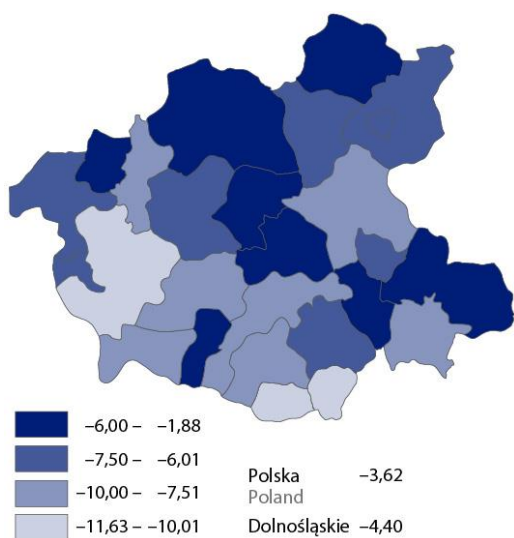 −6,00 – −1,88
−7,50 – −6,01
−10,00 – −7,51
−11,63 – −10,01
Polska −3,62
Poland
Dolnośląskie −4,40